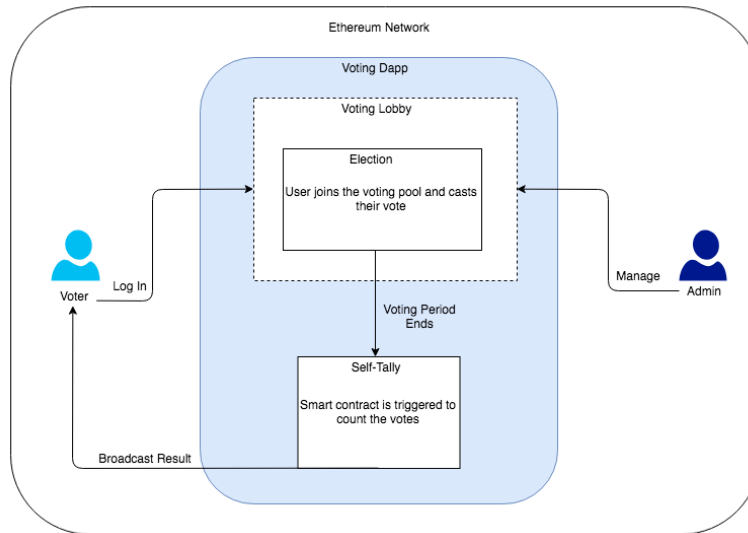 Ethereum Network
Voting Dapp
Voting Lobby
Election
User joins the voting pool and casts
their vote
Log In
Voter
Manage
Admin
Voting Period
Ends
Self-Tally
Smart contract is triggered to
count the votes
Broadcast Result